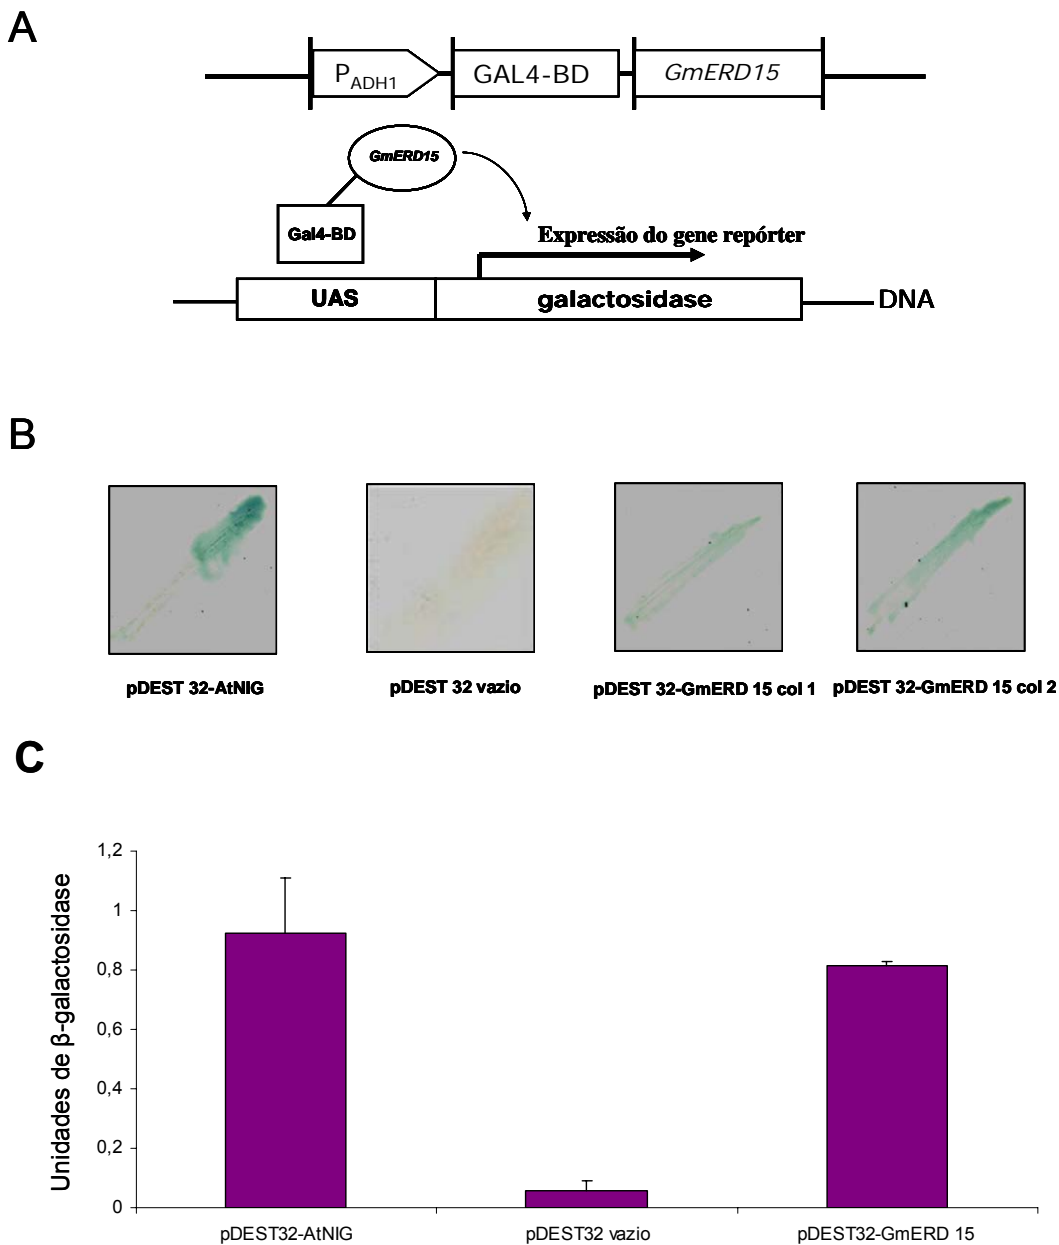 A
P ADH1 GAL4-BD GmERD15
GmERD15
Gal4-BD
Expressão do gene repórter
UAS galactosidase DNA
B
pDEST 32-AtNIG pDEST 32 vazio pDEST 32-GmERD 15 col 1 pDEST 32-GmERD 15 col 2
C
Unidades de β-galactosidase
1,2
1
0,8
0,6
0,4
0,2
0
pDEST32-AtNIG pDEST32 vazio pDEST32-GmERD 15